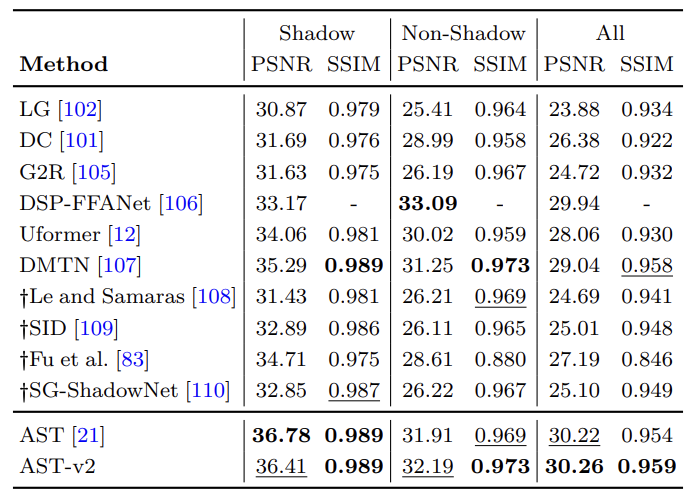 Shadow Non-Shadow All
Method PSNR SSIM PSNR SSIM PSNR SSIM
LG [102] 30.87 0.979 25.41 0.964 23.88 0.934
DC [101] 31.69 0.976 28.99 0.958 26.38 0.922
G2R [105] 31.63 0.975 26.19 0.967 24.72 0.932
DSP-FFANet [106] 33.17 - 33.09 - 29.94 -
Uformer [12] 34.06 0.981 30.02 0.959 28.06 0.930
DMTN [107] 35.29 0.989 31.25 0.973 29.04 0.958
†Le and Samaras [108] 31.43 0.981 26.21 0.969 24.69 0.941
†SID [109] 32.89 0.986 26.11 0.965 25.01 0.948
†Fu et al. [83] 34.71 0.975 28.61 0.880 27.19 0.846
†SG-ShadowNet [110] 32.85 0.987 26.22 0.967 25.10 0.949
AST [21] 36.78 0.989 31.91 0.969 30.22 0.954
AST-v2 36.41 0.989 32.19 0.973 30.26 0.959